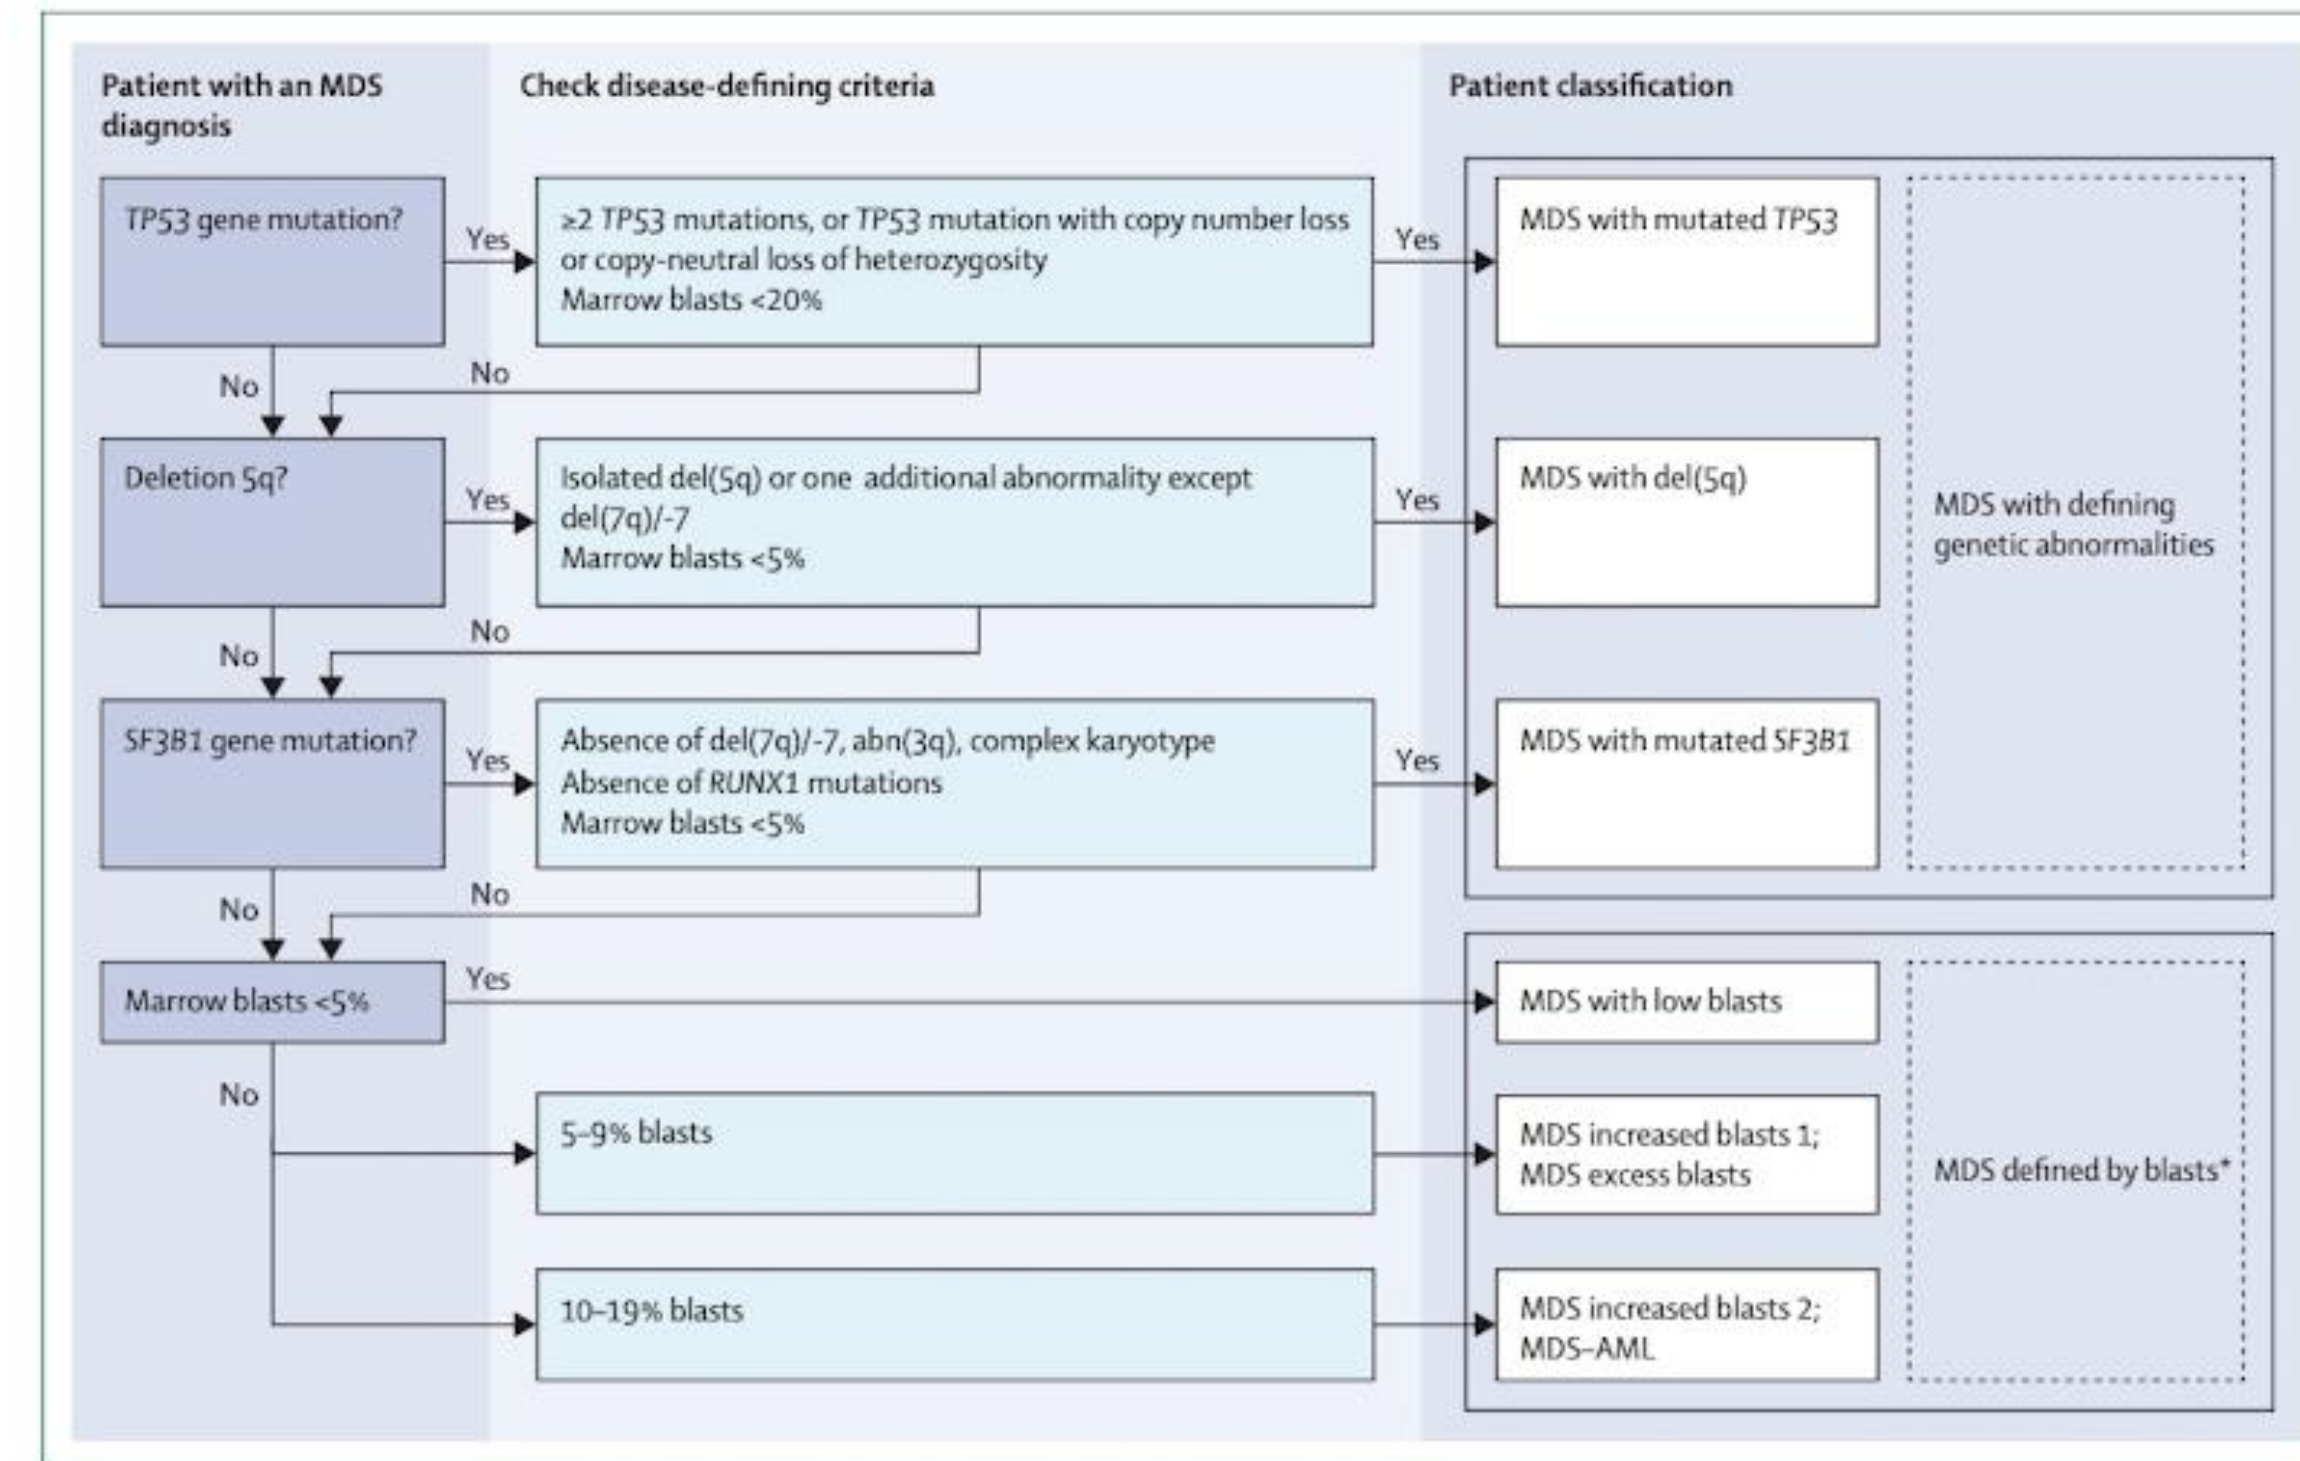 Patient with an MDS
diagnosis
Check disease-defining criteria
Patient classification
TP53 gene mutation?
Yes
≥2 TP53 mutations, or TP53 mutation with copy number loss
or copy-neutral loss of heterozygosity
Marrow blasts <20%
Yes
MDS with mutated TP53
No
No
Deletion 5q?
Yes
Isolated del(5q) or one additional abnormality except
del(7q)/-7
Marrow blasts <5%
Yes
MDS with del(5q)
MDS with defining
genetic abnormalities
No
No
SF3B1 gene mutation?
Yes
Absence of del(7q)/-7, abn(3q), complex karyotype
Absence of RUNX1 mutations
Marrow blasts <5%
Yes
MDS with mutated SF3B1
No
No
Marrow blasts <5%
Yes
MDS with low blasts
No
5–9% blasts
MDS increased blasts 1;
MDS excess blasts
MDS defined by blasts*
10–19% blasts
MDS increased blasts 2;
MDS–AML